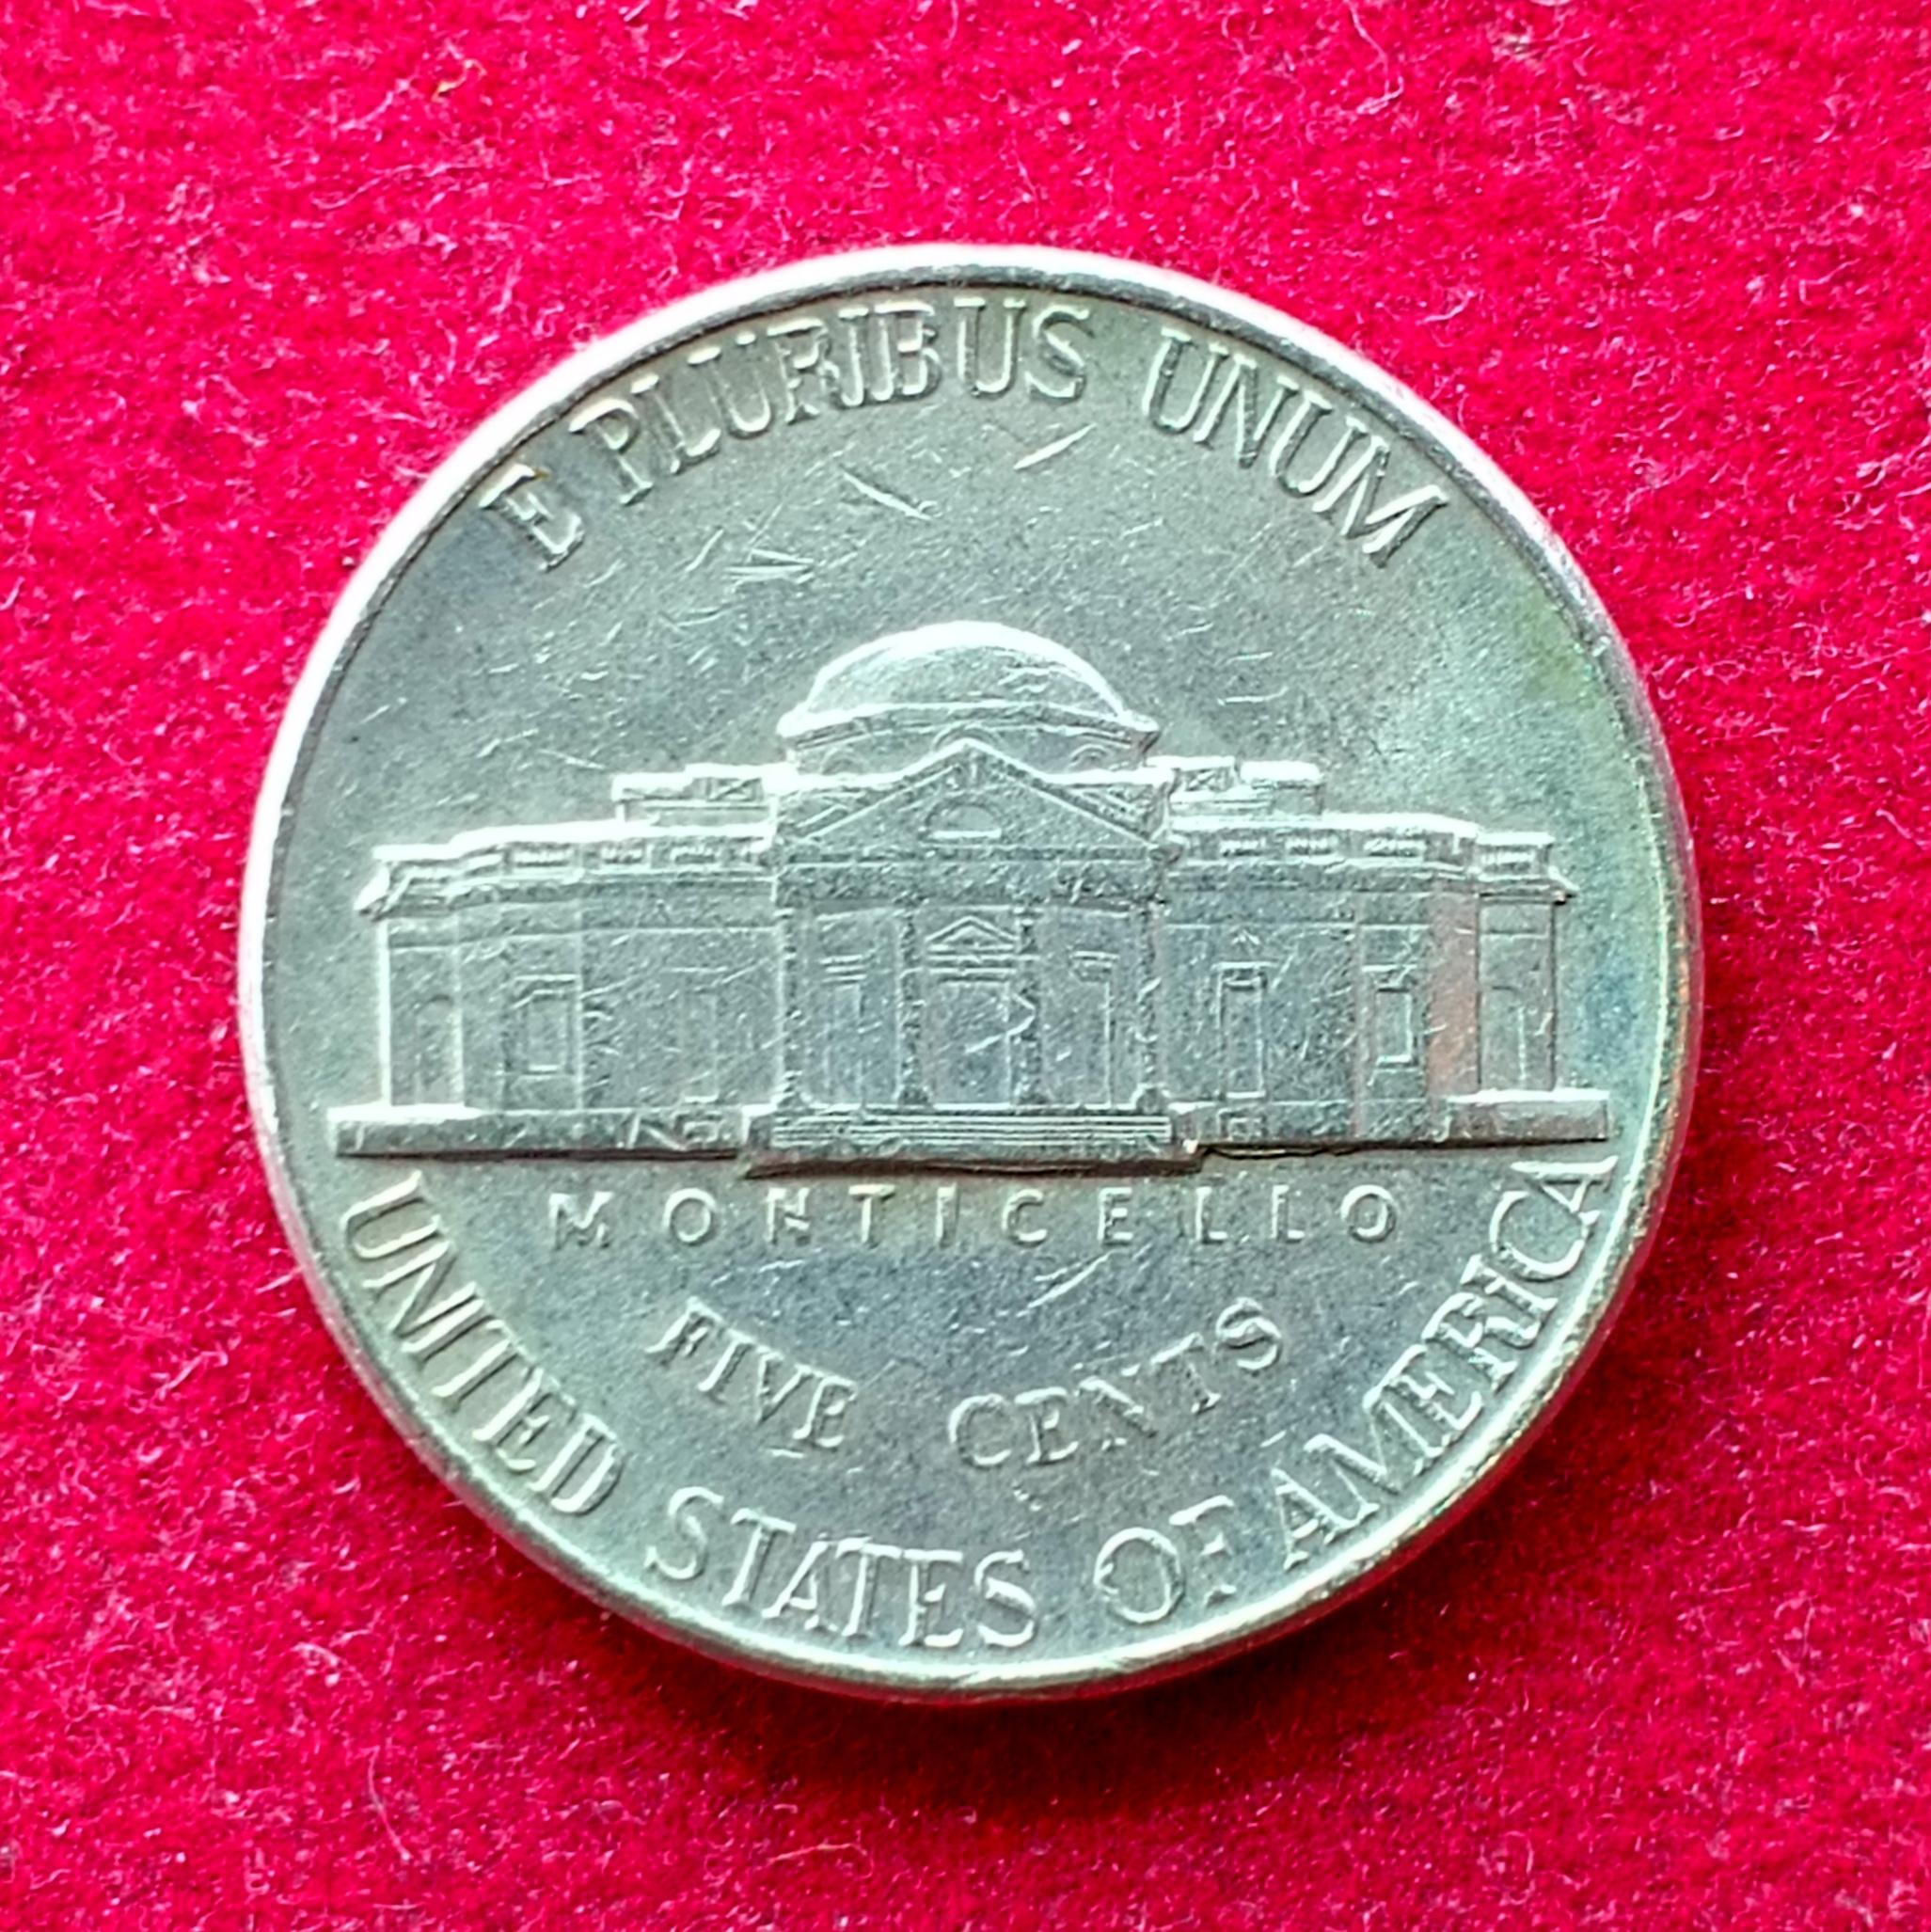 E PLURIBUS UNUM
MONTICELLO
FIVE CENTS
UNITED STATES OF AMERICA